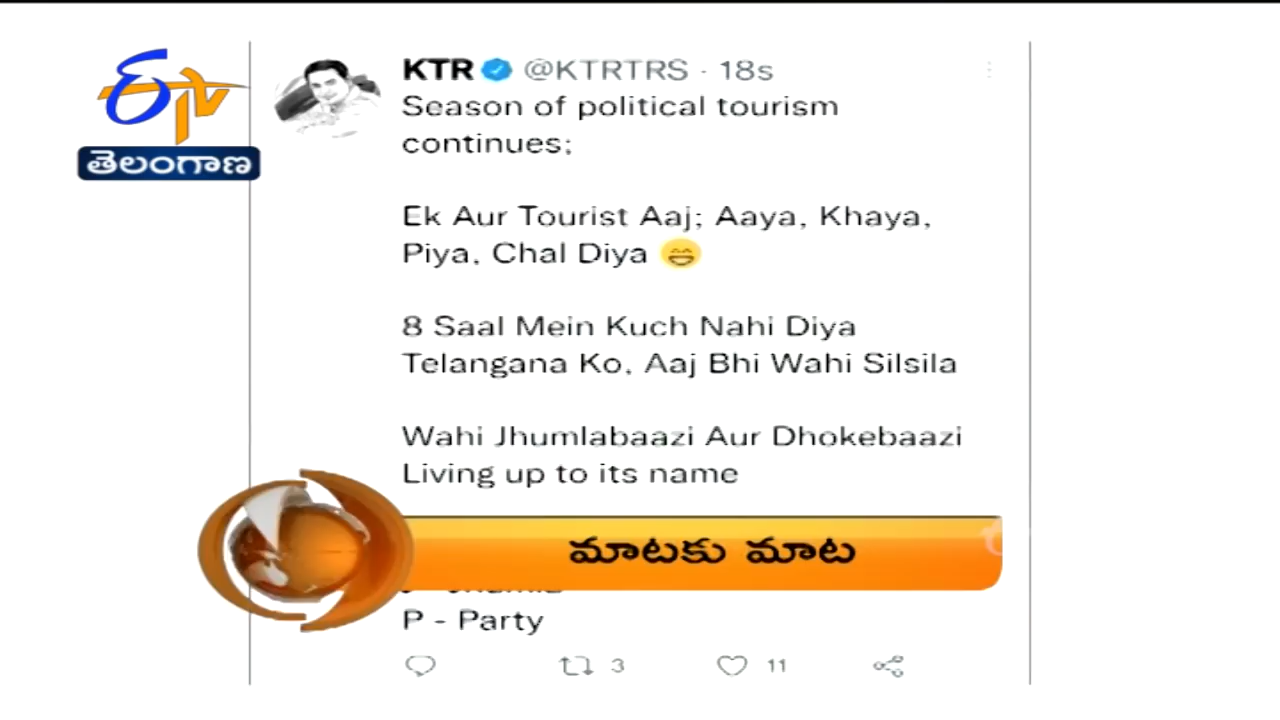 ETV
తెలంగాణ
KTR @KTRTRS · 18s
Season of political tourism
continues;
Ek Aur Tourist Aaj; Aaya, Khaya,
Piya, Chal Diya 😄
8 Saal Mein Kuch Nahi Diya
Telangana Ko, Aaj Bhi Wahi Silsila
Wahi Jhumlabaazi Aur Dhokebaazi
Living up to its name
మాటకు మాట
P - Party
3
11